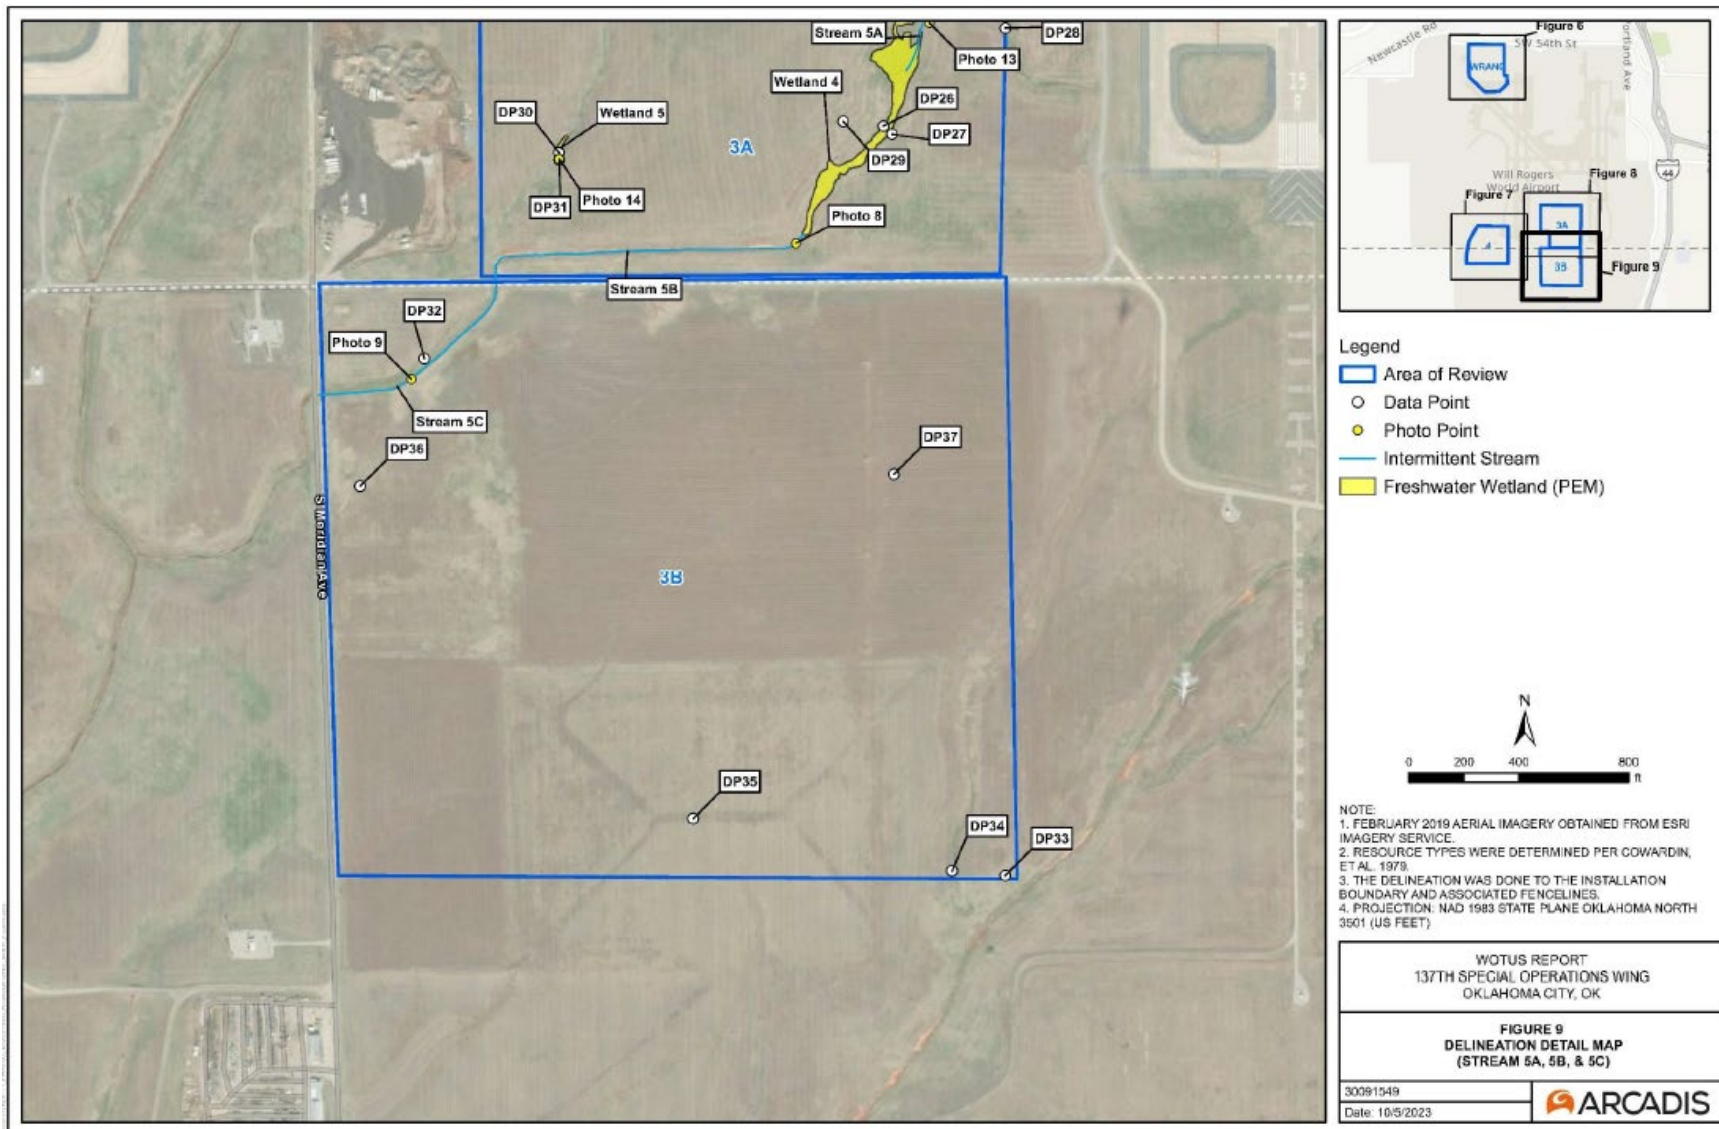 Stream 5A
DP28
Photo 13
Wetland 4
DP26
DP30
Wetland 5
DP27
3A
DP29
DP31
Photo 14
Photo 8
Stream 5B
DP32
Photo 9
Stream 5C
DP36
DP37
S Meridian Ave
3B
DP35
DP34
DP33
Newcastle Rd
Figure 6
SW 54th St
Portland Ave
WRANG
Will Rogers
World Airport
Figure 8
44
Figure 7
3A
4
3B
Figure 9
Legend
Area of Review
Data Point
Photo Point
Intermittent Stream
Freshwater Wetland (PEM)
N
0 200 400 800
ft
NOTE:
1. FEBRUARY 2019 AERIAL IMAGERY OBTAINED FROM ESRI
IMAGERY SERVICE.
2. RESOURCE TYPES WERE DETERMINED PER COWARDIN,
ET AL. 1979.
3. THE DELINEATION WAS DONE TO THE INSTALLATION
BOUNDARY AND ASSOCIATED FENCELINES.
4. PROJECTION: NAD 1983 STATE PLANE OKLAHOMA NORTH
3501 (US FEET)
WOTUS REPORT
137TH SPECIAL OPERATIONS WING
OKLAHOMA CITY, OK
FIGURE 9
DELINEATION DETAIL MAP
(STREAM 5A, 5B, & 5C)
30091549
Date: 10/5/2023
ARCADIS